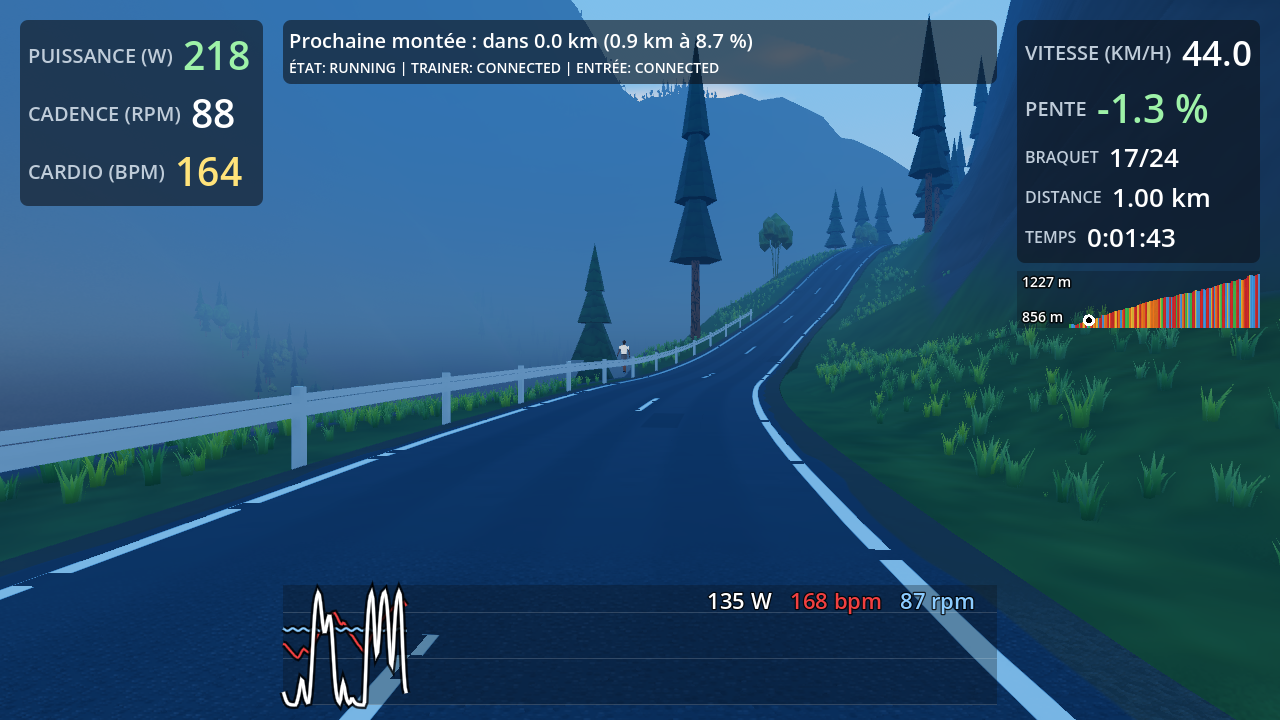 PUISSANCE (W) 218
CADENCE (RPM) 88
CARDIO (BPM) 164
Prochaine montée : dans 0.0 km (0.9 km à 8.7 %)
ÉTAT: RUNNING | TRAINER: CONNECTED | ENTRÉE: CONNECTED
VITESSE (KM/H) 44.0
PENTE -1.3 %
BRAQUET 17/24
DISTANCE 1.00 km
TEMPS 0:01:43
1227 m
856 m
135 W 168 bpm 87 rpm